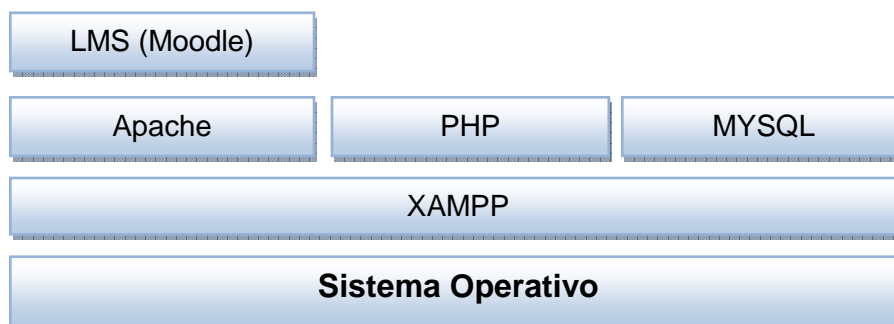 LMS (Moodle)
Apache PHP MYSQL
XAMPP
Sistema Operativo